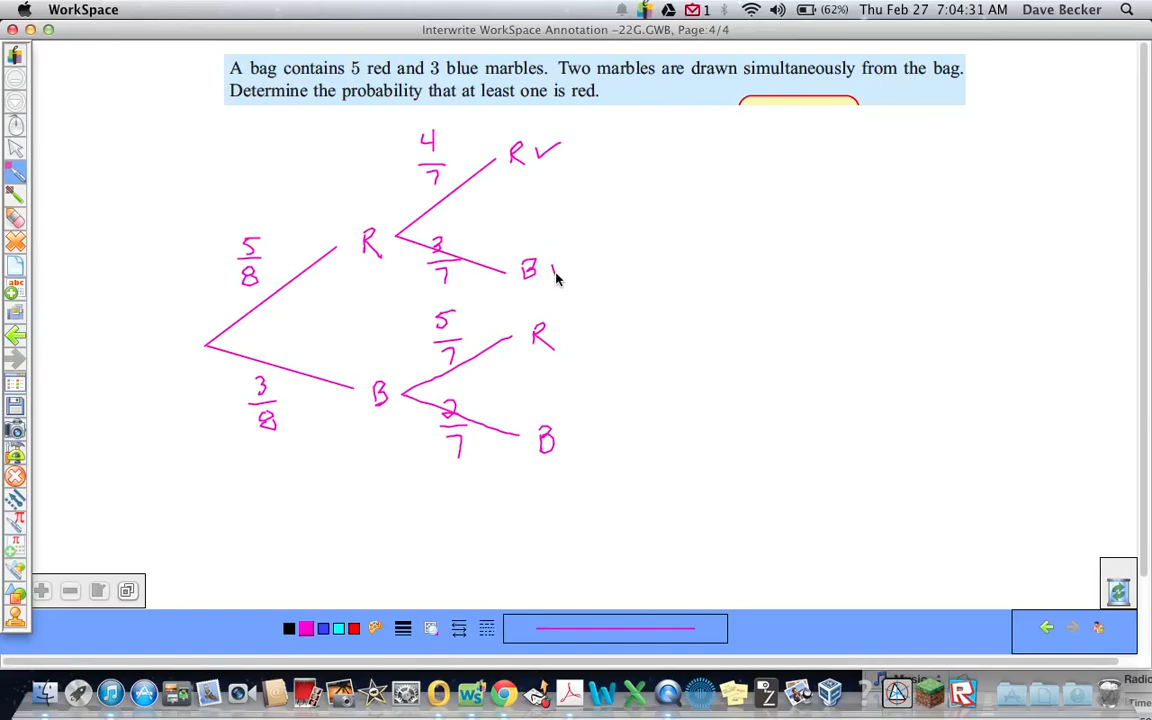 WorkSpace
1
(62%)
Thu Feb 27 7:04:31 AM
Dave Becker
Interwrite WorkSpace Annotation -22G.GWB, Page:4/4
A bag contains 5 red and 3 blue marbles. Two marbles are drawn simultaneously from the bag.
Determine the probability that at least one is red.
4
7
R ✓
5
8
R
3
7
B
5
7
R
3
8
B
2
7
B
abc
π
π